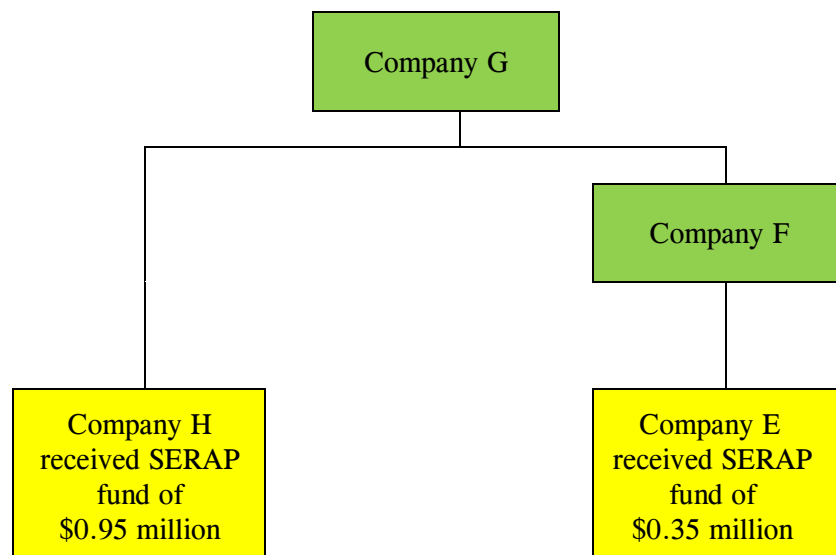 Company G
Company F
Company H
received SERAP
fund of
$0.95 million
Company E
received SERAP
fund of
$0.35 million